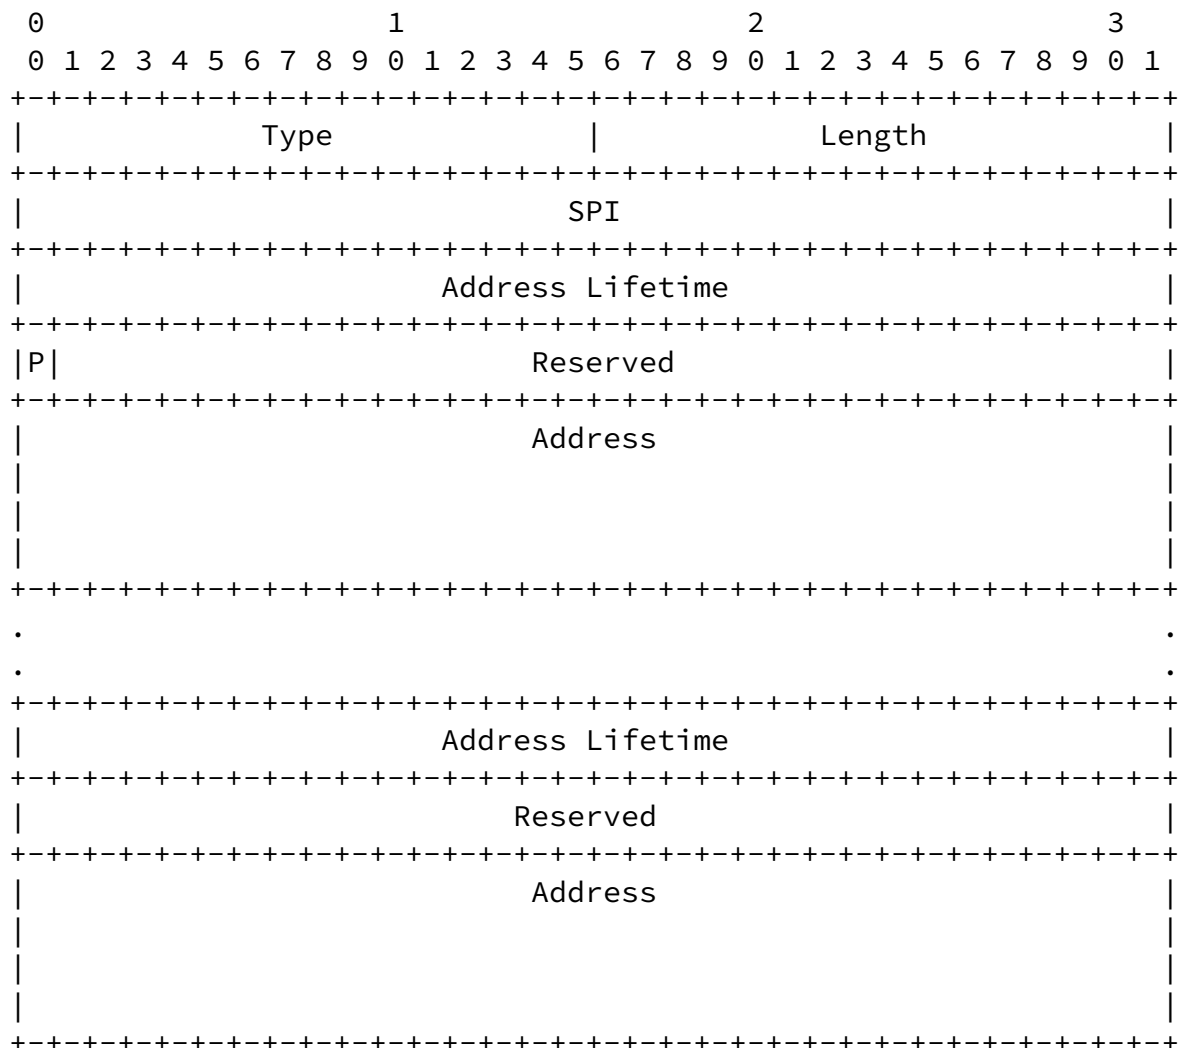 0                   1                   2                   3
 0 1 2 3 4 5 6 7 8 9 0 1 2 3 4 5 6 7 8 9 0 1 2 3 4 5 6 7 8 9 0 1
+-+-+-+-+-+-+-+-+-+-+-+-+-+-+-+-+-+-+-+-+-+-+-+-+-+-+-+-+-+-+-+-+
|             Type              |            Length             |
+-+-+-+-+-+-+-+-+-+-+-+-+-+-+-+-+-+-+-+-+-+-+-+-+-+-+-+-+-+-+-+-+
|                              SPI                              |
+-+-+-+-+-+-+-+-+-+-+-+-+-+-+-+-+-+-+-+-+-+-+-+-+-+-+-+-+-+-+-+-+
|                       Address Lifetime                        |
+-+-+-+-+-+-+-+-+-+-+-+-+-+-+-+-+-+-+-+-+-+-+-+-+-+-+-+-+-+-+-+-+
|P|                          Reserved                           |
+-+-+-+-+-+-+-+-+-+-+-+-+-+-+-+-+-+-+-+-+-+-+-+-+-+-+-+-+-+-+-+-+
|                            Address                            |
|                                                               |
|                                                               |
|                                                               |
+-+-+-+-+-+-+-+-+-+-+-+-+-+-+-+-+-+-+-+-+-+-+-+-+-+-+-+-+-+-+-+-+
.                                                               .
.                                                               .
+-+-+-+-+-+-+-+-+-+-+-+-+-+-+-+-+-+-+-+-+-+-+-+-+-+-+-+-+-+-+-+-+
|                       Address Lifetime                        |
+-+-+-+-+-+-+-+-+-+-+-+-+-+-+-+-+-+-+-+-+-+-+-+-+-+-+-+-+-+-+-+-+
|                           Reserved                            |
+-+-+-+-+-+-+-+-+-+-+-+-+-+-+-+-+-+-+-+-+-+-+-+-+-+-+-+-+-+-+-+-+
|                            Address                            |
|                                                               |
|                                                               |
|                                                               |
+-+-+-+-+-+-+-+-+-+-+-+-+-+-+-+-+-+-+-+-+-+-+-+-+-+-+-+-+-+-+-+-+